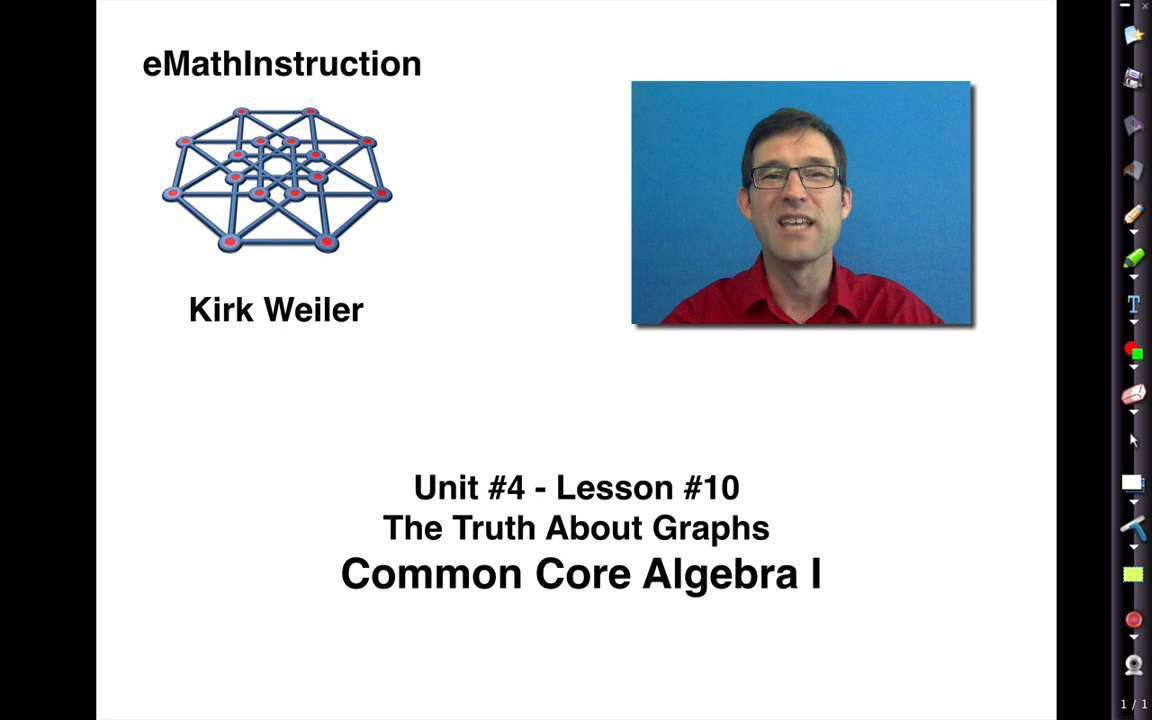 eMathInstruction
Kirk Weiler
Unit #4 - Lesson #10
The Truth About Graphs
Common Core Algebra I
T
1 / 1